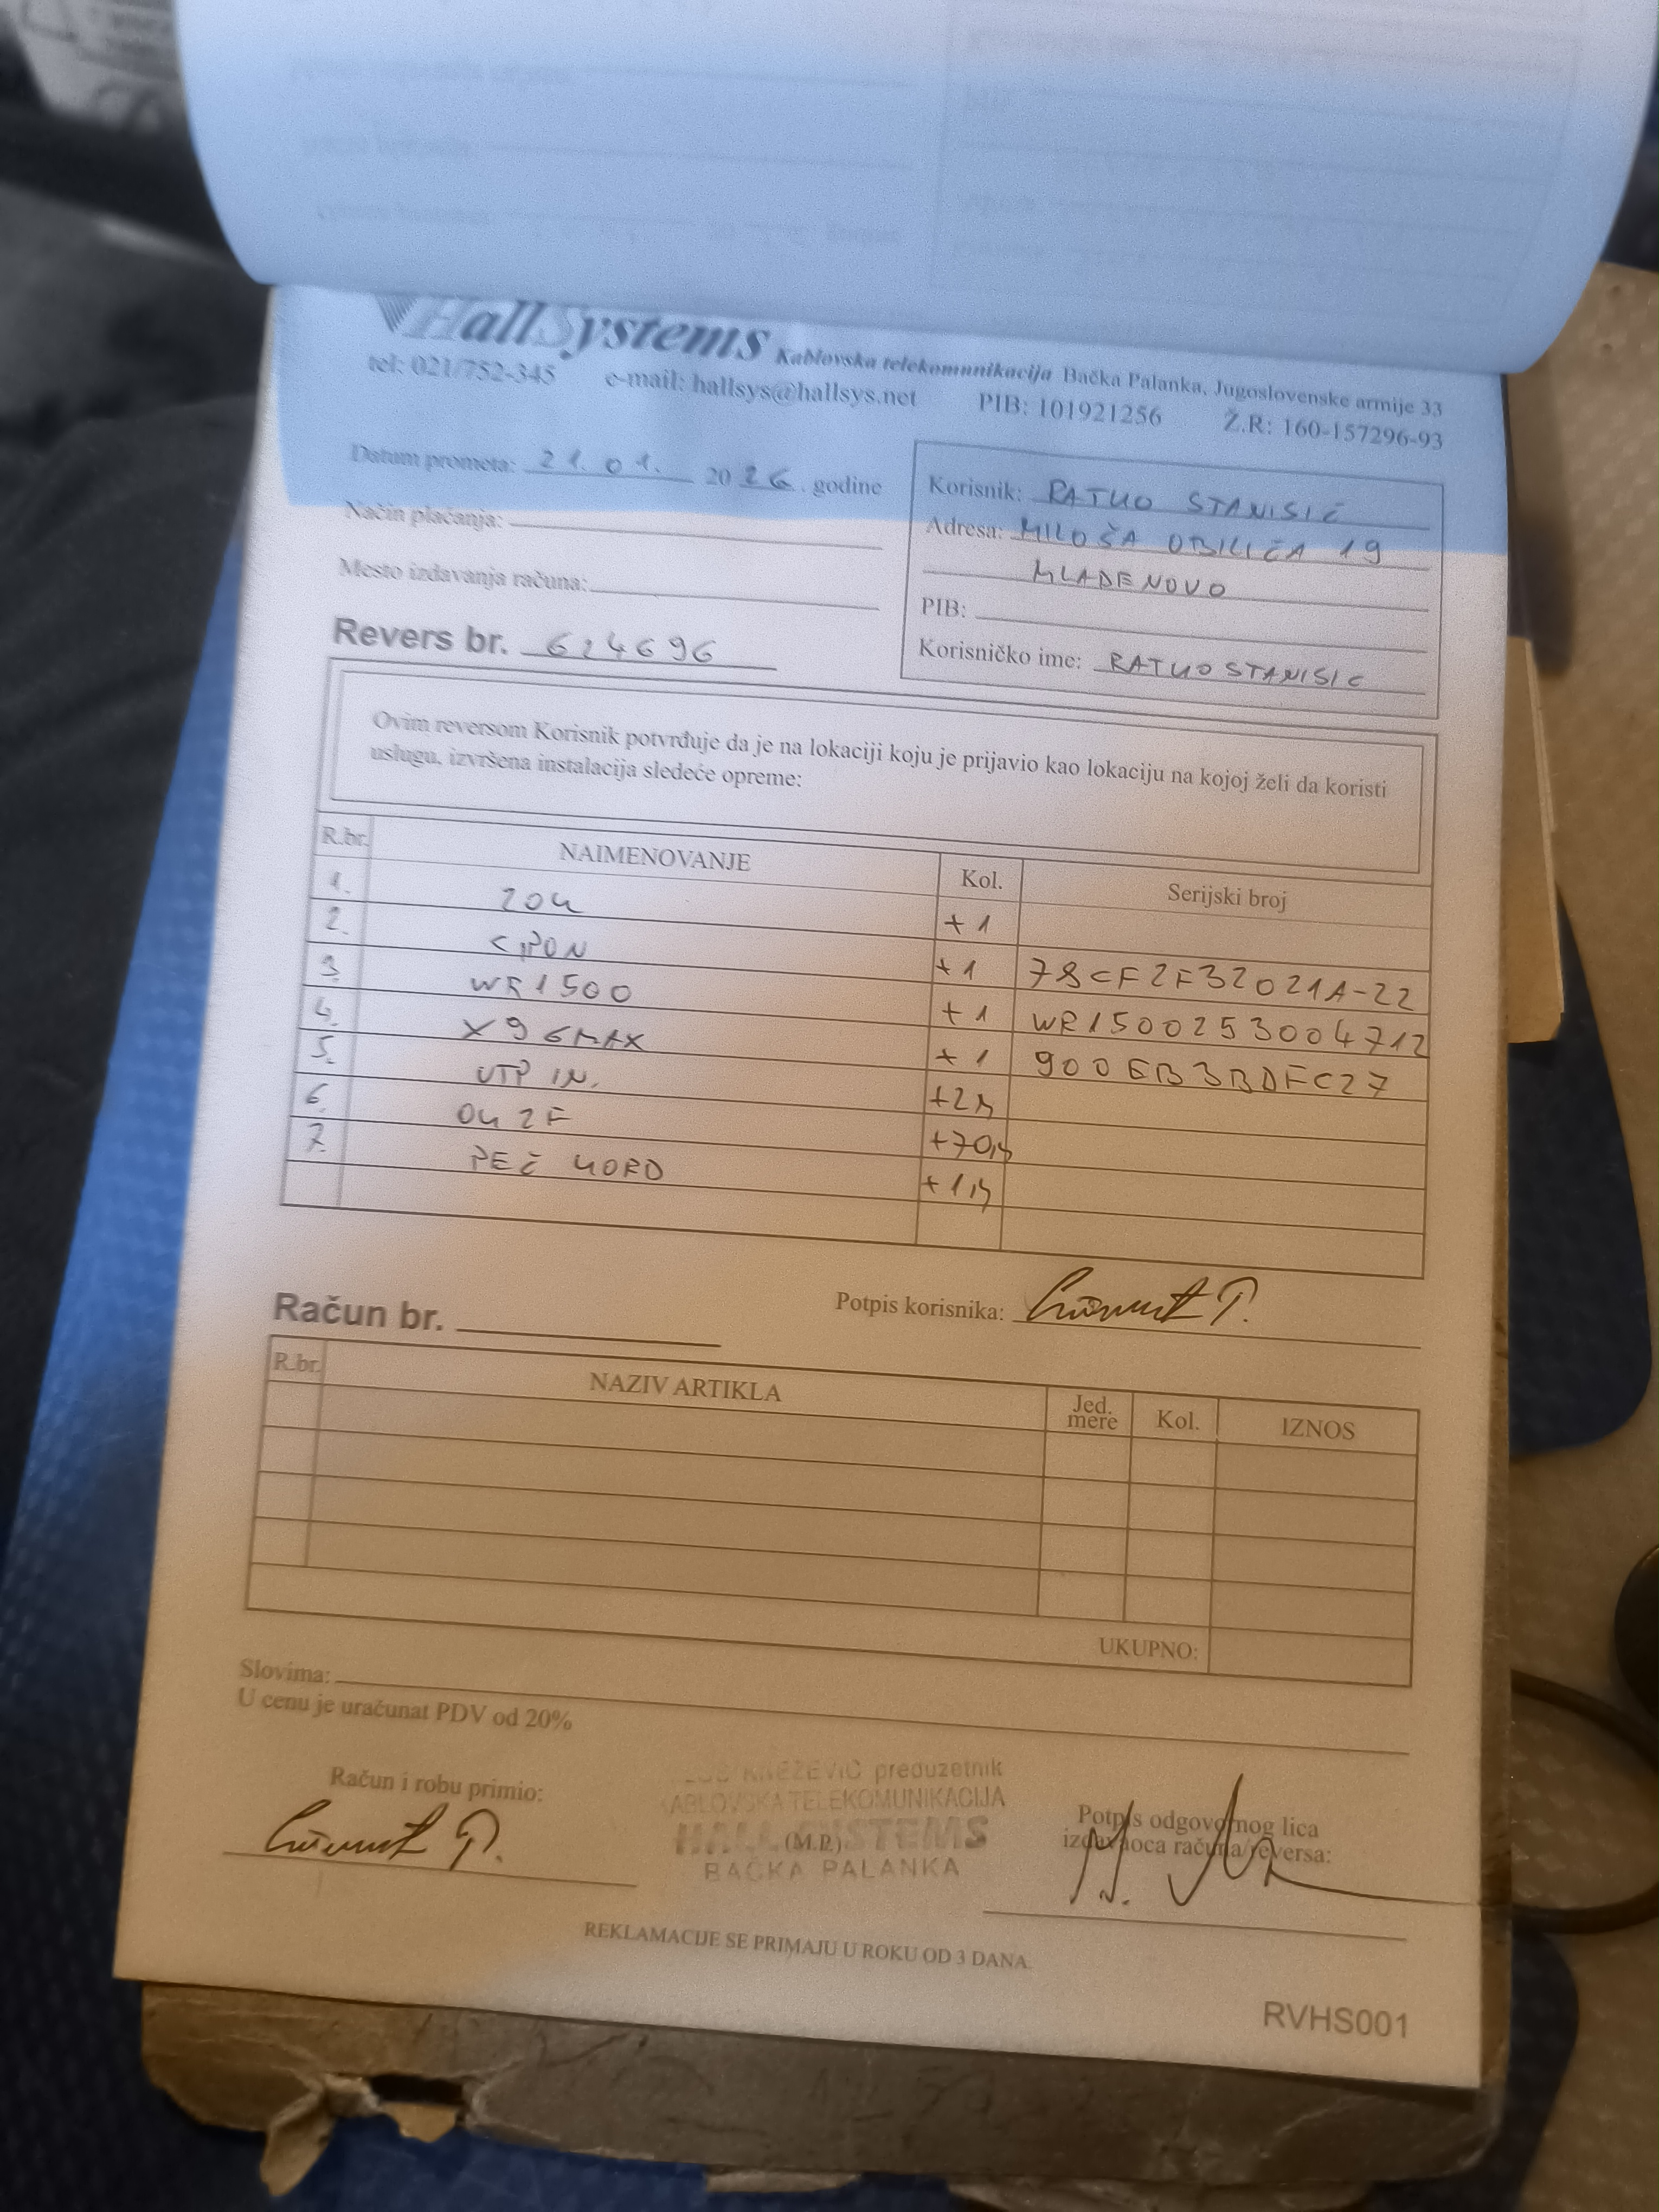 HallSystems Kablovska telekomunikacija Bačka Palanka, Jugoslovenske armije 33
tel: 021/752-345 e-mail: hallsys@hallsys.net PIB: 101921256 Ž.R: 160-157296-93
Datum prometa: 21.01. 2026. godine
Način plaćanja:
Mesto izdavanja računa:
Korisnik: RATKO STANISIĆ
Adresa: MILOŠA OBILIĆA 19
MLADENOVO
PIB:
Korisničko ime: RATKOSTANISIC
Revers br. 624696
Ovim reversom Korisnik potvrđuje da je na lokaciji koju je prijavio kao lokaciju na kojoj želi da koristi
uslugu, izvršena instalacija sledeće opreme:
R.br. NAIMENOVANJE Kol. Serijski broj
1. ZOK +1
2. GPON +1 78CF2F32021A-22
3. WR1500 +1 WR1500253004712
4. X96MAX +1 900EB3BDFC27
5. UTP IN. +2M
6. OK 2F +70M
7. PEČ KORD +1M
Potpis korisnika:
Račun br.
R.br. NAZIV ARTIKLA Jed. mere Kol. IZNOS
UKUPNO:
Slovima:
U cenu je uračunat PDV od 20%
Račun i robu primio:
KNEŽEVIĆ preduzetnik
KABLOVSKA TELEKOMUNIKACIJA
HALL SYSTEMS
(M.P.)
BAČKA PALANKA
Potpis odgovornog lica
izdavaoca računa/reversa:
REKLAMACIJE SE PRIMAJU U ROKU OD 3 DANA
RVHS001